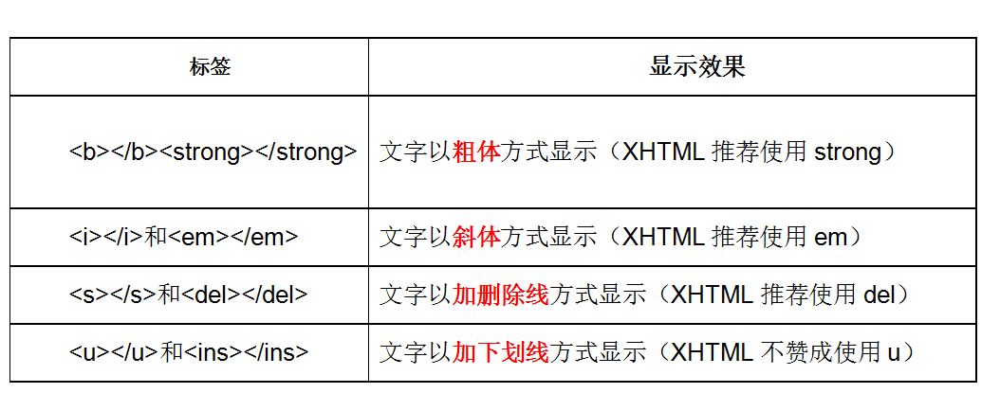 标签 显示效果
<b></b><strong></strong> 文字以粗体方式显示（XHTML 推荐使用 strong）
<i></i>和<em></em> 文字以斜体方式显示（XHTML 推荐使用 em）
<s></s>和<del></del> 文字以加删除线方式显示（XHTML 推荐使用 del）
<u></u>和<ins></ins> 文字以加下划线方式显示（XHTML 不赞成使用 u）